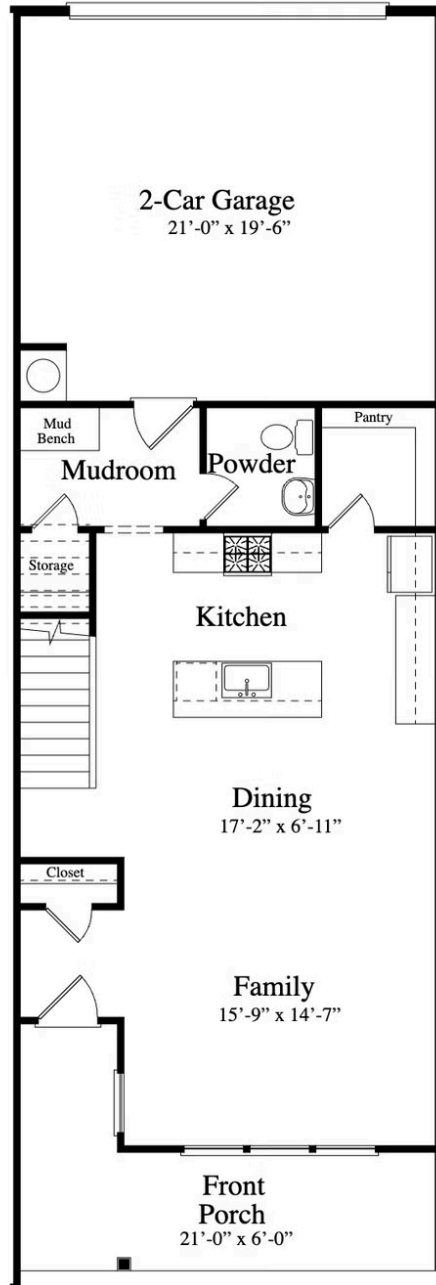 2-Car Garage
21’-0” x 19’-6”
Mud
Bench
Pantry
Mudroom
Powder
Storage
Kitchen
Dining
17’-2” x 6’-11”
Closet
Family
15’-9” x 14’-7”
Front
Porch
21’-0” x 6’-0”